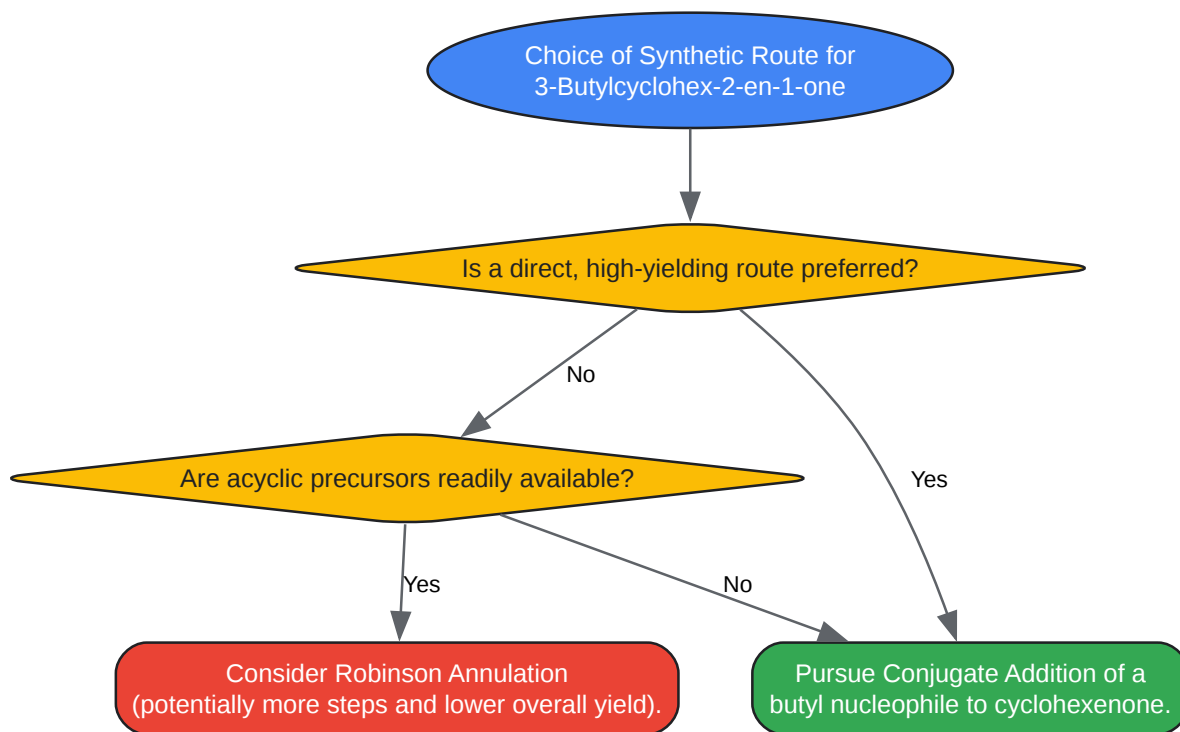 Choice of Synthetic Route for
3-Butylcyclohex-2-en-1-one
Is a direct, high-yielding route preferred?
No
Are acyclic precursors readily available?
Yes
Yes
No
Consider Robinson Annulation
(potentially more steps and lower overall yield).
Pursue Conjugate Addition of a
butyl nucleophile to cyclohexenone.